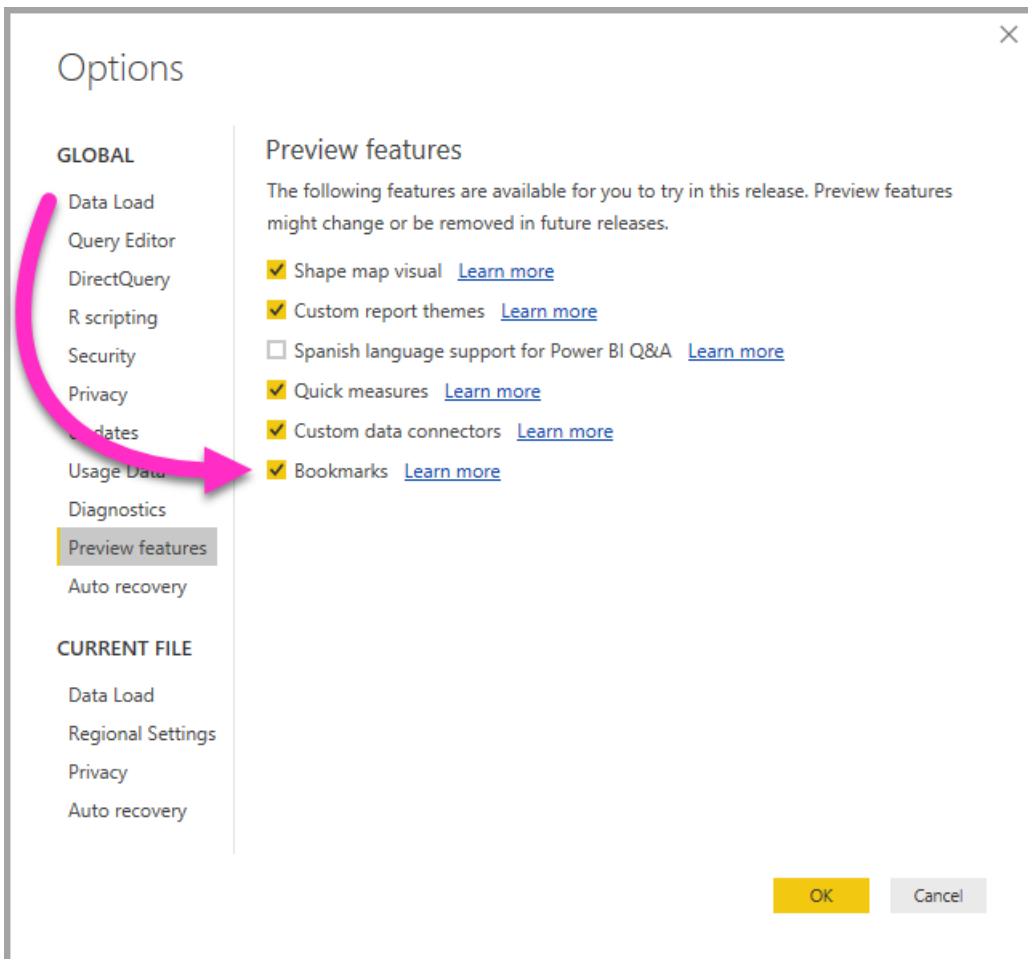 Options
GLOBAL
Data Load
Query Editor
DirectQuery
R scripting
Security
Privacy
Updates
Usage Data
Diagnostics
Preview features
Auto recovery
CURRENT FILE
Data Load
Regional Settings
Privacy
Auto recovery
Preview features
The following features are available for you to try in this release. Preview features
might change or be removed in future releases.
Shape map visual Learn more
Custom report themes Learn more
Spanish language support for Power BI Q&A Learn more
Quick measures Learn more
Custom data connectors Learn more
Bookmarks Learn more
OK Cancel